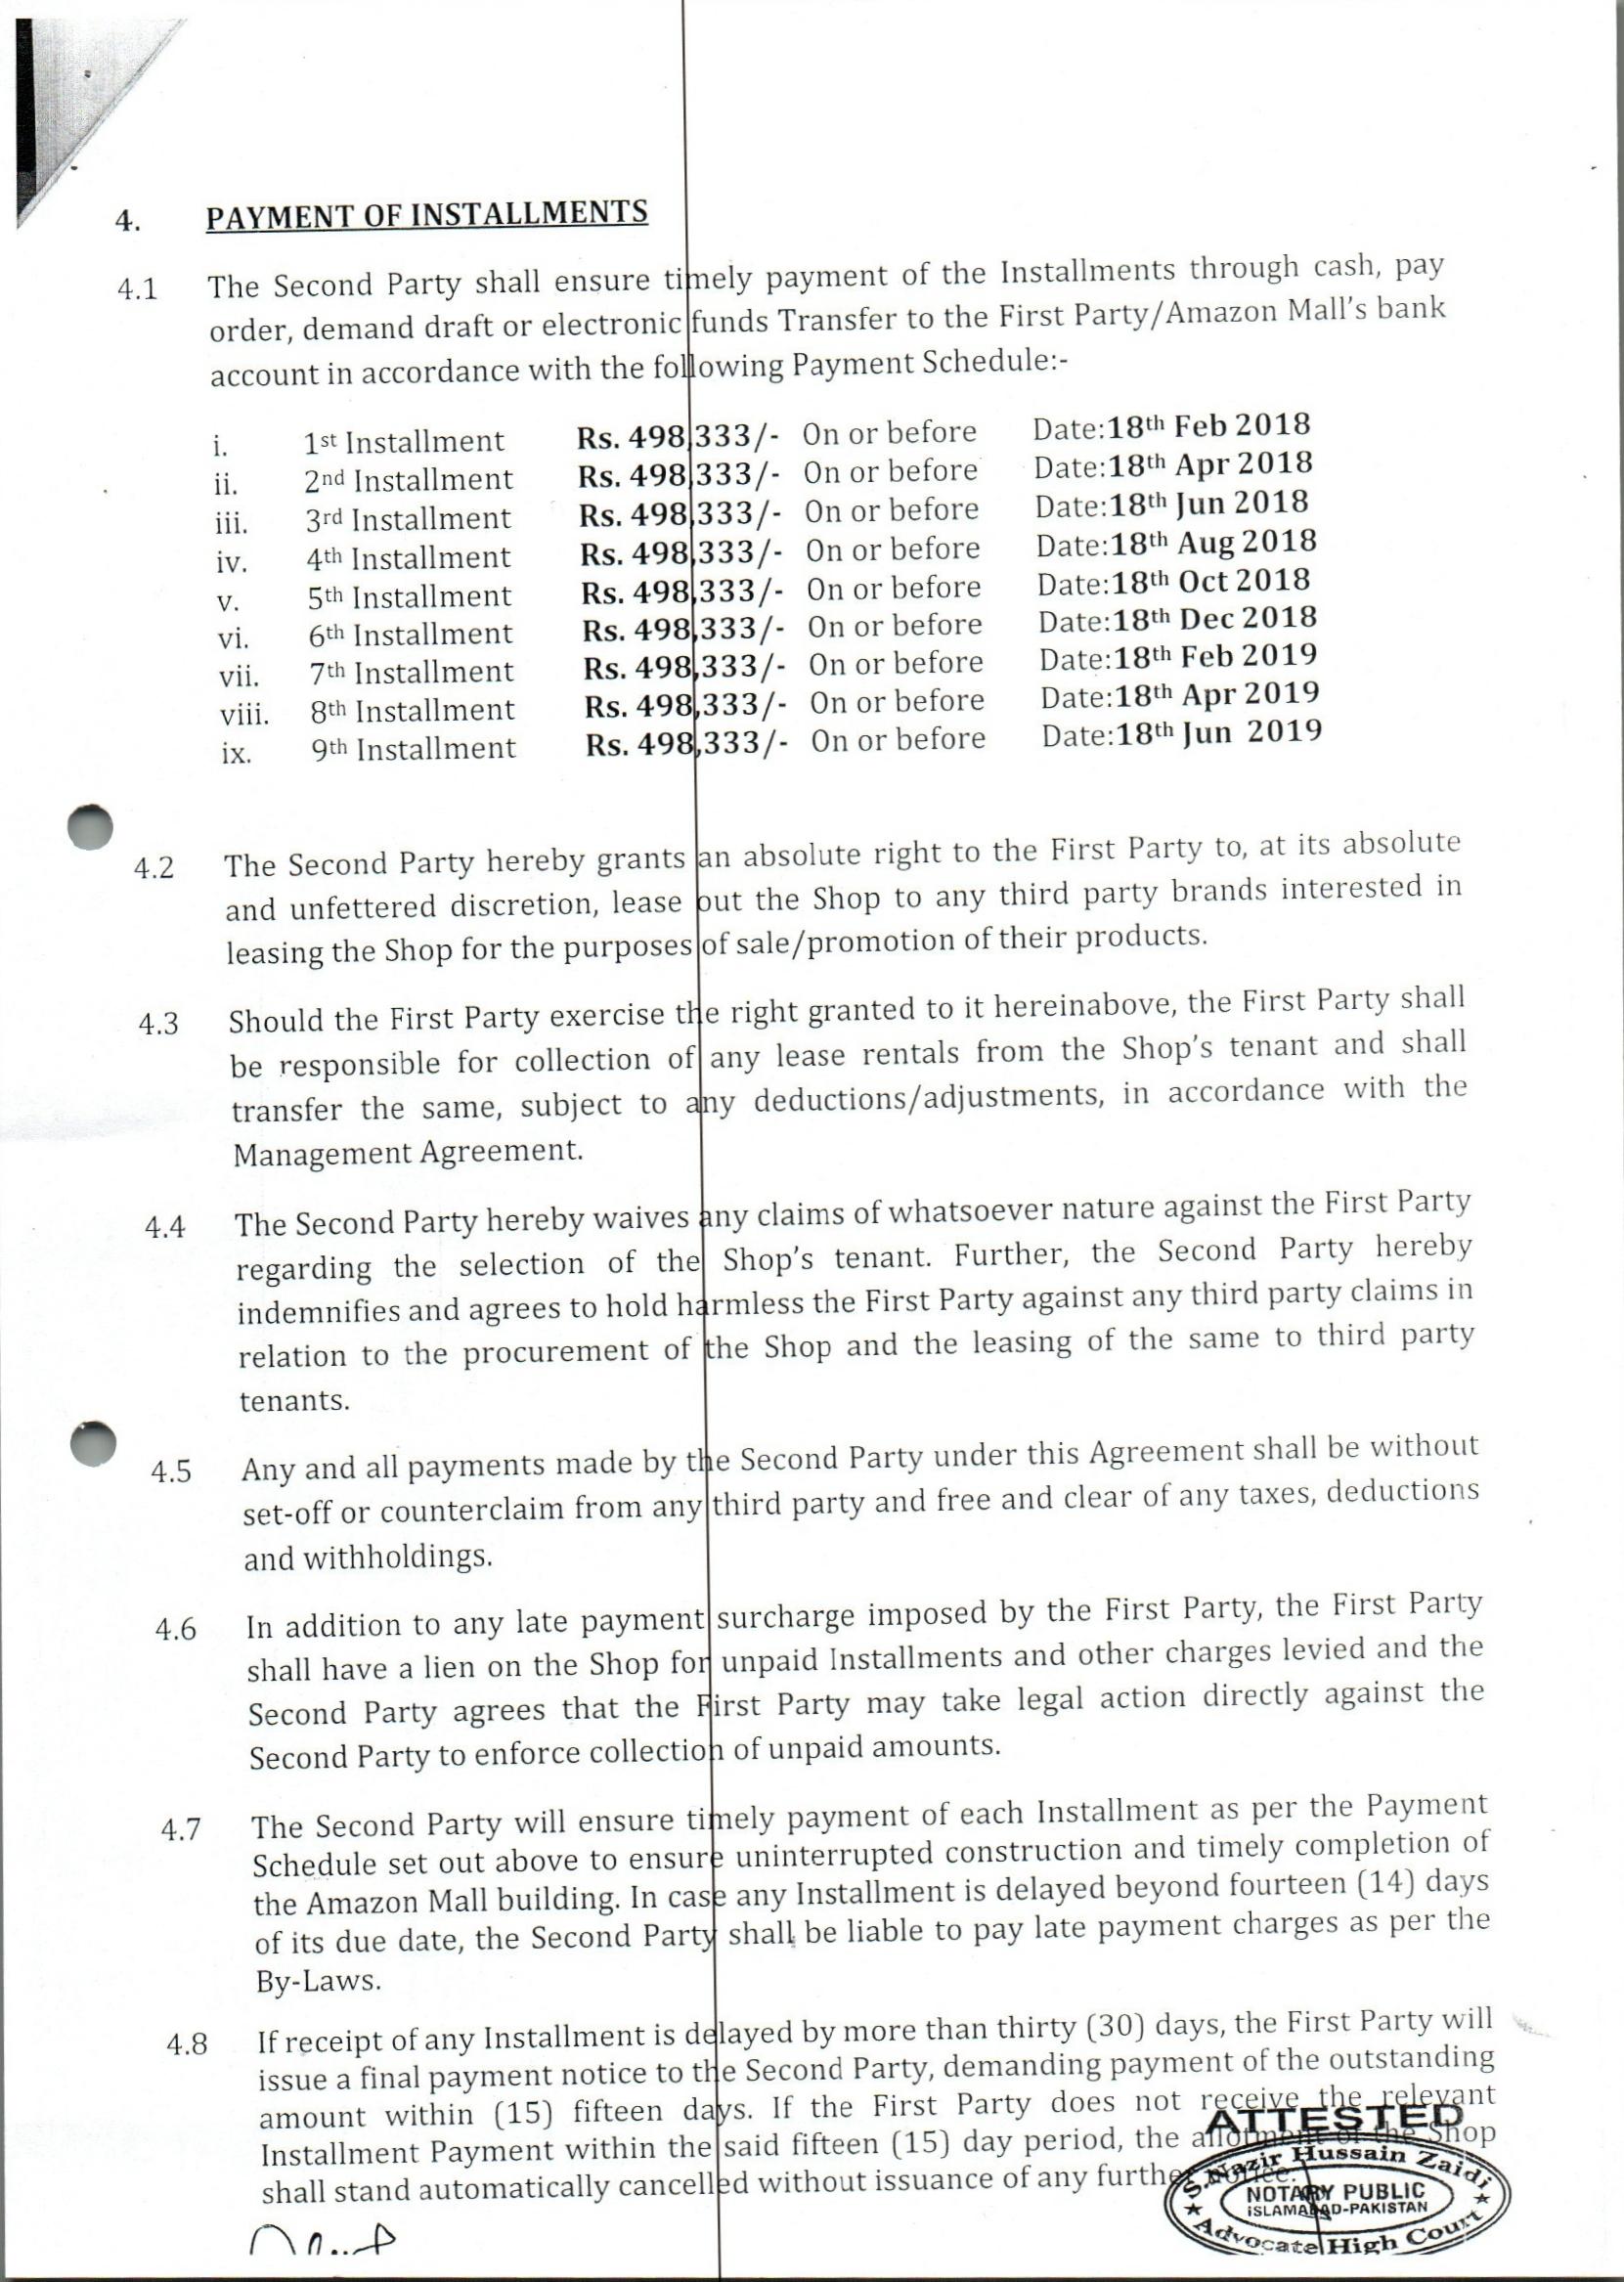 4. PAYMENT OF INSTALLMENTS
4.1 The Second Party shall ensure timely payment of the Installments through cash, pay
order, demand draft or electronic funds Transfer to the First Party/Amazon Mall's bank
account in accordance with the following Payment Schedule:-
i. 1st Installment Rs. 498,333/- On or before Date:18th Feb 2018
ii. 2nd Installment Rs. 498,333/- On or before Date:18th Apr 2018
iii. 3rd Installment Rs. 498,333/- On or before Date:18th Jun 2018
iv. 4th Installment Rs. 498,333/- On or before Date:18th Aug 2018
v. 5th Installment Rs. 498,333/- On or before Date:18th Oct 2018
vi. 6th Installment Rs. 498,333/- On or before Date:18th Dec 2018
vii. 7th Installment Rs. 498,333/- On or before Date:18th Feb 2019
viii. 8th Installment Rs. 498,333/- On or before Date:18th Apr 2019
ix. 9th Installment Rs. 498,333/- On or before Date:18th Jun 2019
4.2 The Second Party hereby grants an absolute right to the First Party to, at its absolute
and unfettered discretion, lease out the Shop to any third party brands interested in
leasing the Shop for the purposes of sale/promotion of their products.
4.3 Should the First Party exercise the right granted to it hereinabove, the First Party shall
be responsible for collection of any lease rentals from the Shop's tenant and shall
transfer the same, subject to any deductions/adjustments, in accordance with the
Management Agreement.
4.4 The Second Party hereby waives any claims of whatsoever nature against the First Party
regarding the selection of the Shop's tenant. Further, the Second Party hereby
indemnifies and agrees to hold harmless the First Party against any third party claims in
relation to the procurement of the Shop and the leasing of the same to third party
tenants.
4.5 Any and all payments made by the Second Party under this Agreement shall be without
set-off or counterclaim from any third party and free and clear of any taxes, deductions
and withholdings.
4.6 In addition to any late payment surcharge imposed by the First Party, the First Party
shall have a lien on the Shop for unpaid Installments and other charges levied and the
Second Party agrees that the First Party may take legal action directly against the
Second Party to enforce collection of unpaid amounts.
4.7 The Second Party will ensure timely payment of each Installment as per the Payment
Schedule set out above to ensure uninterrupted construction and timely completion of
the Amazon Mall building. In case any Installment is delayed beyond fourteen (14) days
of its due date, the Second Party shall be liable to pay late payment charges as per the
By-Laws.
4.8 If receipt of any Installment is delayed by more than thirty (30) days, the First Party will
issue a final payment notice to the Second Party, demanding payment of the outstanding
amount within (15) fifteen days. If the First Party does not receive the relevant
Installment Payment within the said fifteen (15) day period, the allotment of the Shop
shall stand automatically cancelled without issuance of any further notice.
ATTESTED
S. Nazir Hussain Zaidi
NOTARY PUBLIC
ISLAMABAD-PAKISTAN
Advocate High Court